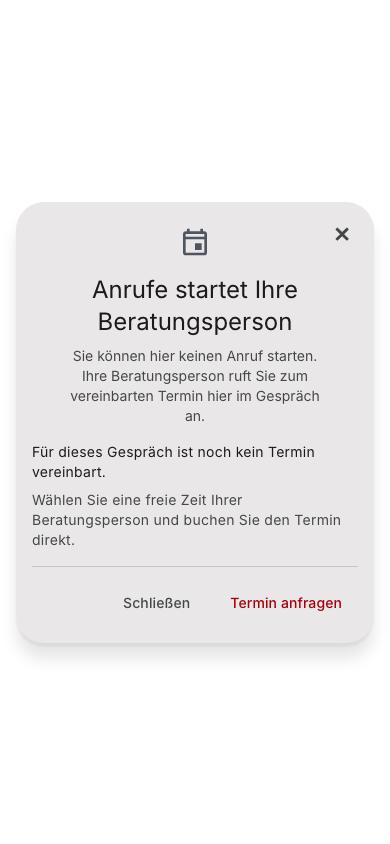 Anrufe startet Ihre
Beratungsperson
Sie können hier keinen Anruf starten.
Ihre Beratungsperson ruft Sie zum
vereinbarten Termin hier im Gespräch
an.
Für dieses Gespräch ist noch kein Termin
vereinbart.
Wählen Sie eine freie Zeit Ihrer
Beratungsperson und buchen Sie den Termin
direkt.
Schließen
Termin anfragen